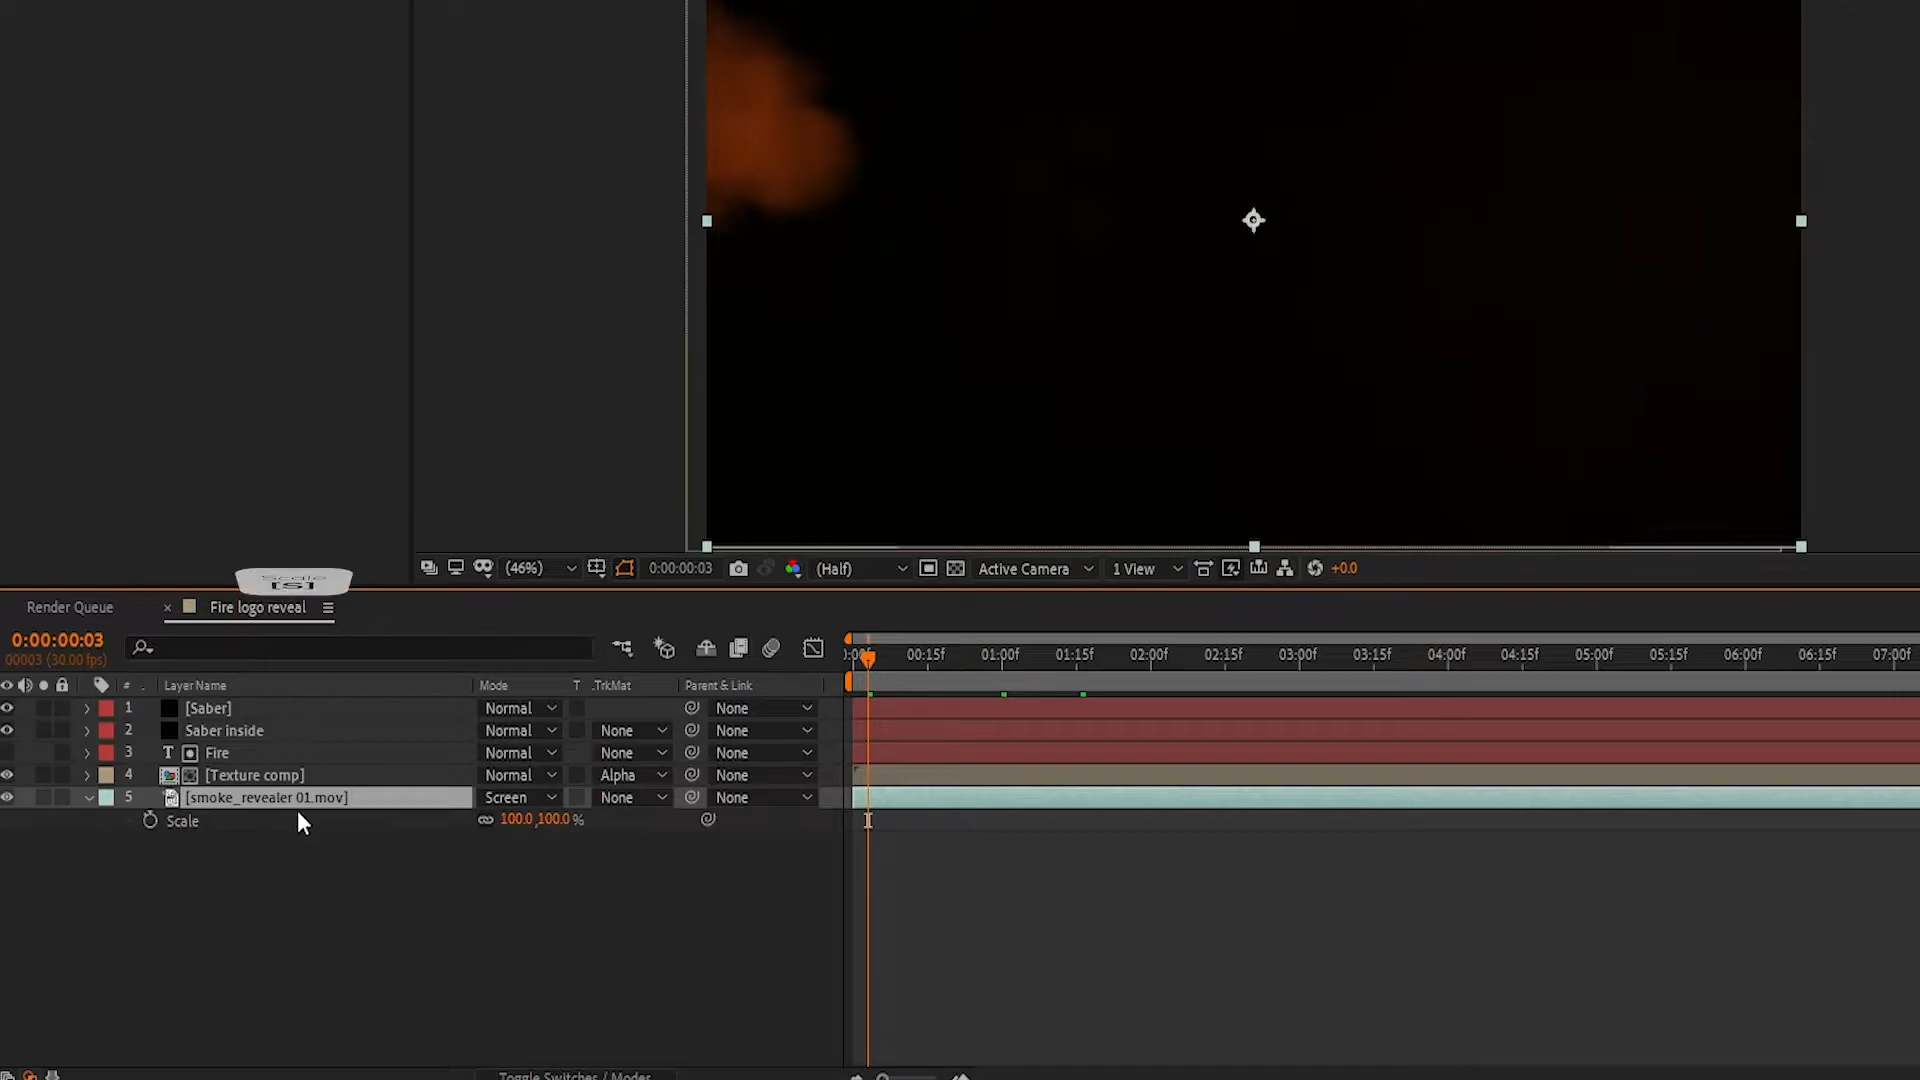 (46%) 0:00:00:03 (Half) Active Camera 1 View +0.0
Scale
[S]
Render Queue × Fire logo reveal
0:00:00:03
00003 (30.00 fps)
00:15f 01:00f 01:15f 02:00f 02:15f 03:00f 03:15f 04:00f 04:15f 05:00f 05:15f 06:00f 06:15f 07:00f
# Layer Name Mode T .TrkMat Parent & Link
1 [Saber] Normal None
2 Saber inside Normal None None
3 T Fire Normal None None
4 [Texture comp] Normal Alpha None
5 [smoke_revealer 01.mov] Screen None None
Scale 100.0,100.0 %
Toggle Switches / Modes